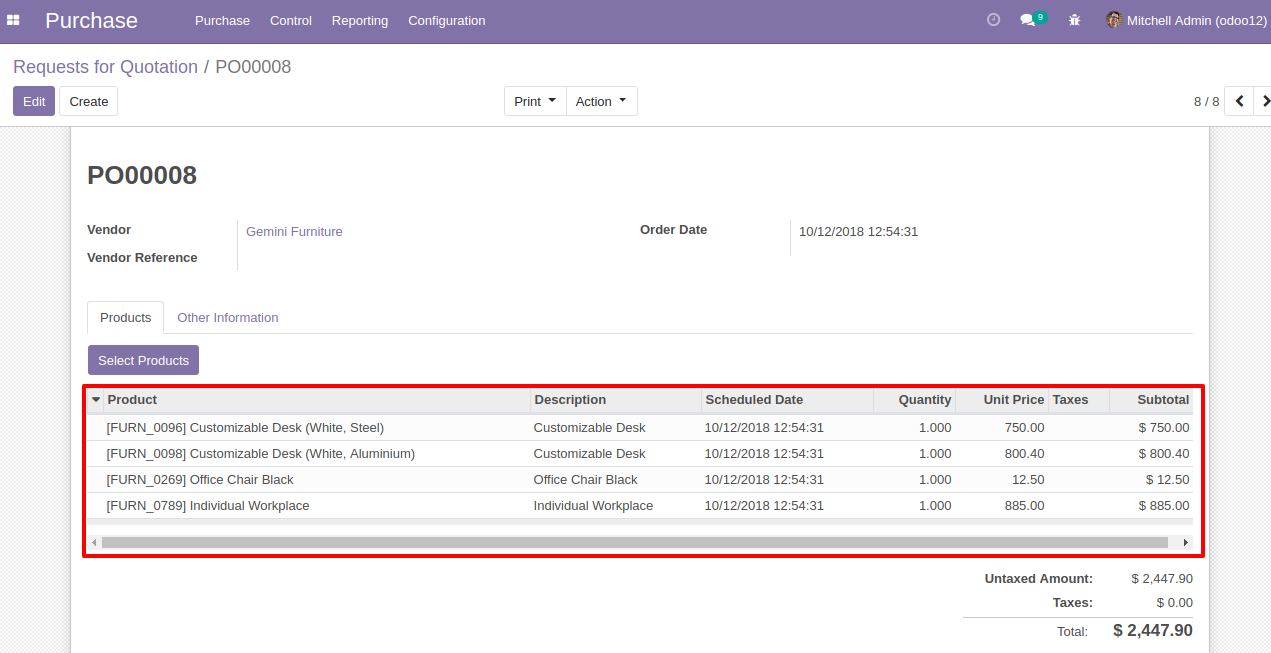 Purchase Purchase Control Reporting Configuration 9 Mitchell Admin (odoo12)
Requests for Quotation / PO00008
Edit Create Print Action 8 / 8
PO00008
Vendor Gemini Furniture Order Date 10/12/2018 12:54:31
Vendor Reference
Products Other Information
Select Products
Product Description Scheduled Date Quantity Unit Price Taxes Subtotal
[FURN_0096] Customizable Desk (White, Steel) Customizable Desk 10/12/2018 12:54:31 1.000 750.00 $ 750.00
[FURN_0098] Customizable Desk (White, Aluminium) Customizable Desk 10/12/2018 12:54:31 1.000 800.40 $ 800.40
[FURN_0269] Office Chair Black Office Chair Black 10/12/2018 12:54:31 1.000 12.50 $ 12.50
[FURN_0789] Individual Workplace Individual Workplace 10/12/2018 12:54:31 1.000 885.00 $ 885.00
Untaxed Amount: $ 2,447.90
Taxes: $ 0.00
Total: $ 2,447.90